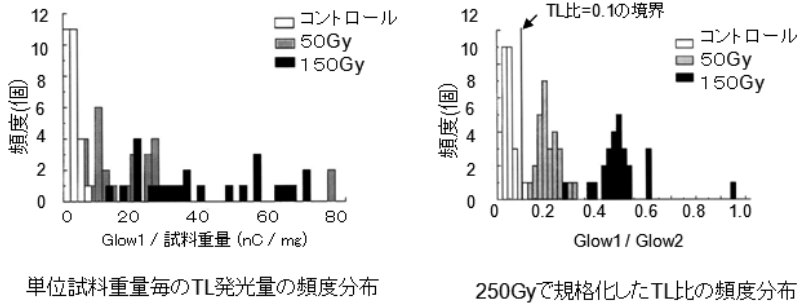 12
10
8
6
4
2
0
頻度(個)
コントロール
50Gy
150Gy
0 20 40 60 80
Glow1 / 試料重量 (nC / mg)
単位試料重量毎のTL発光量の頻度分布
TL比=0.1の境界
12
10
8
6
4
2
0
頻度(個)
コントロール
50Gy
150Gy
0 0.2 0.4 0.6 0.8 1.0
Glow1 / Glow2
250Gyで規格化したTL比の頻度分布